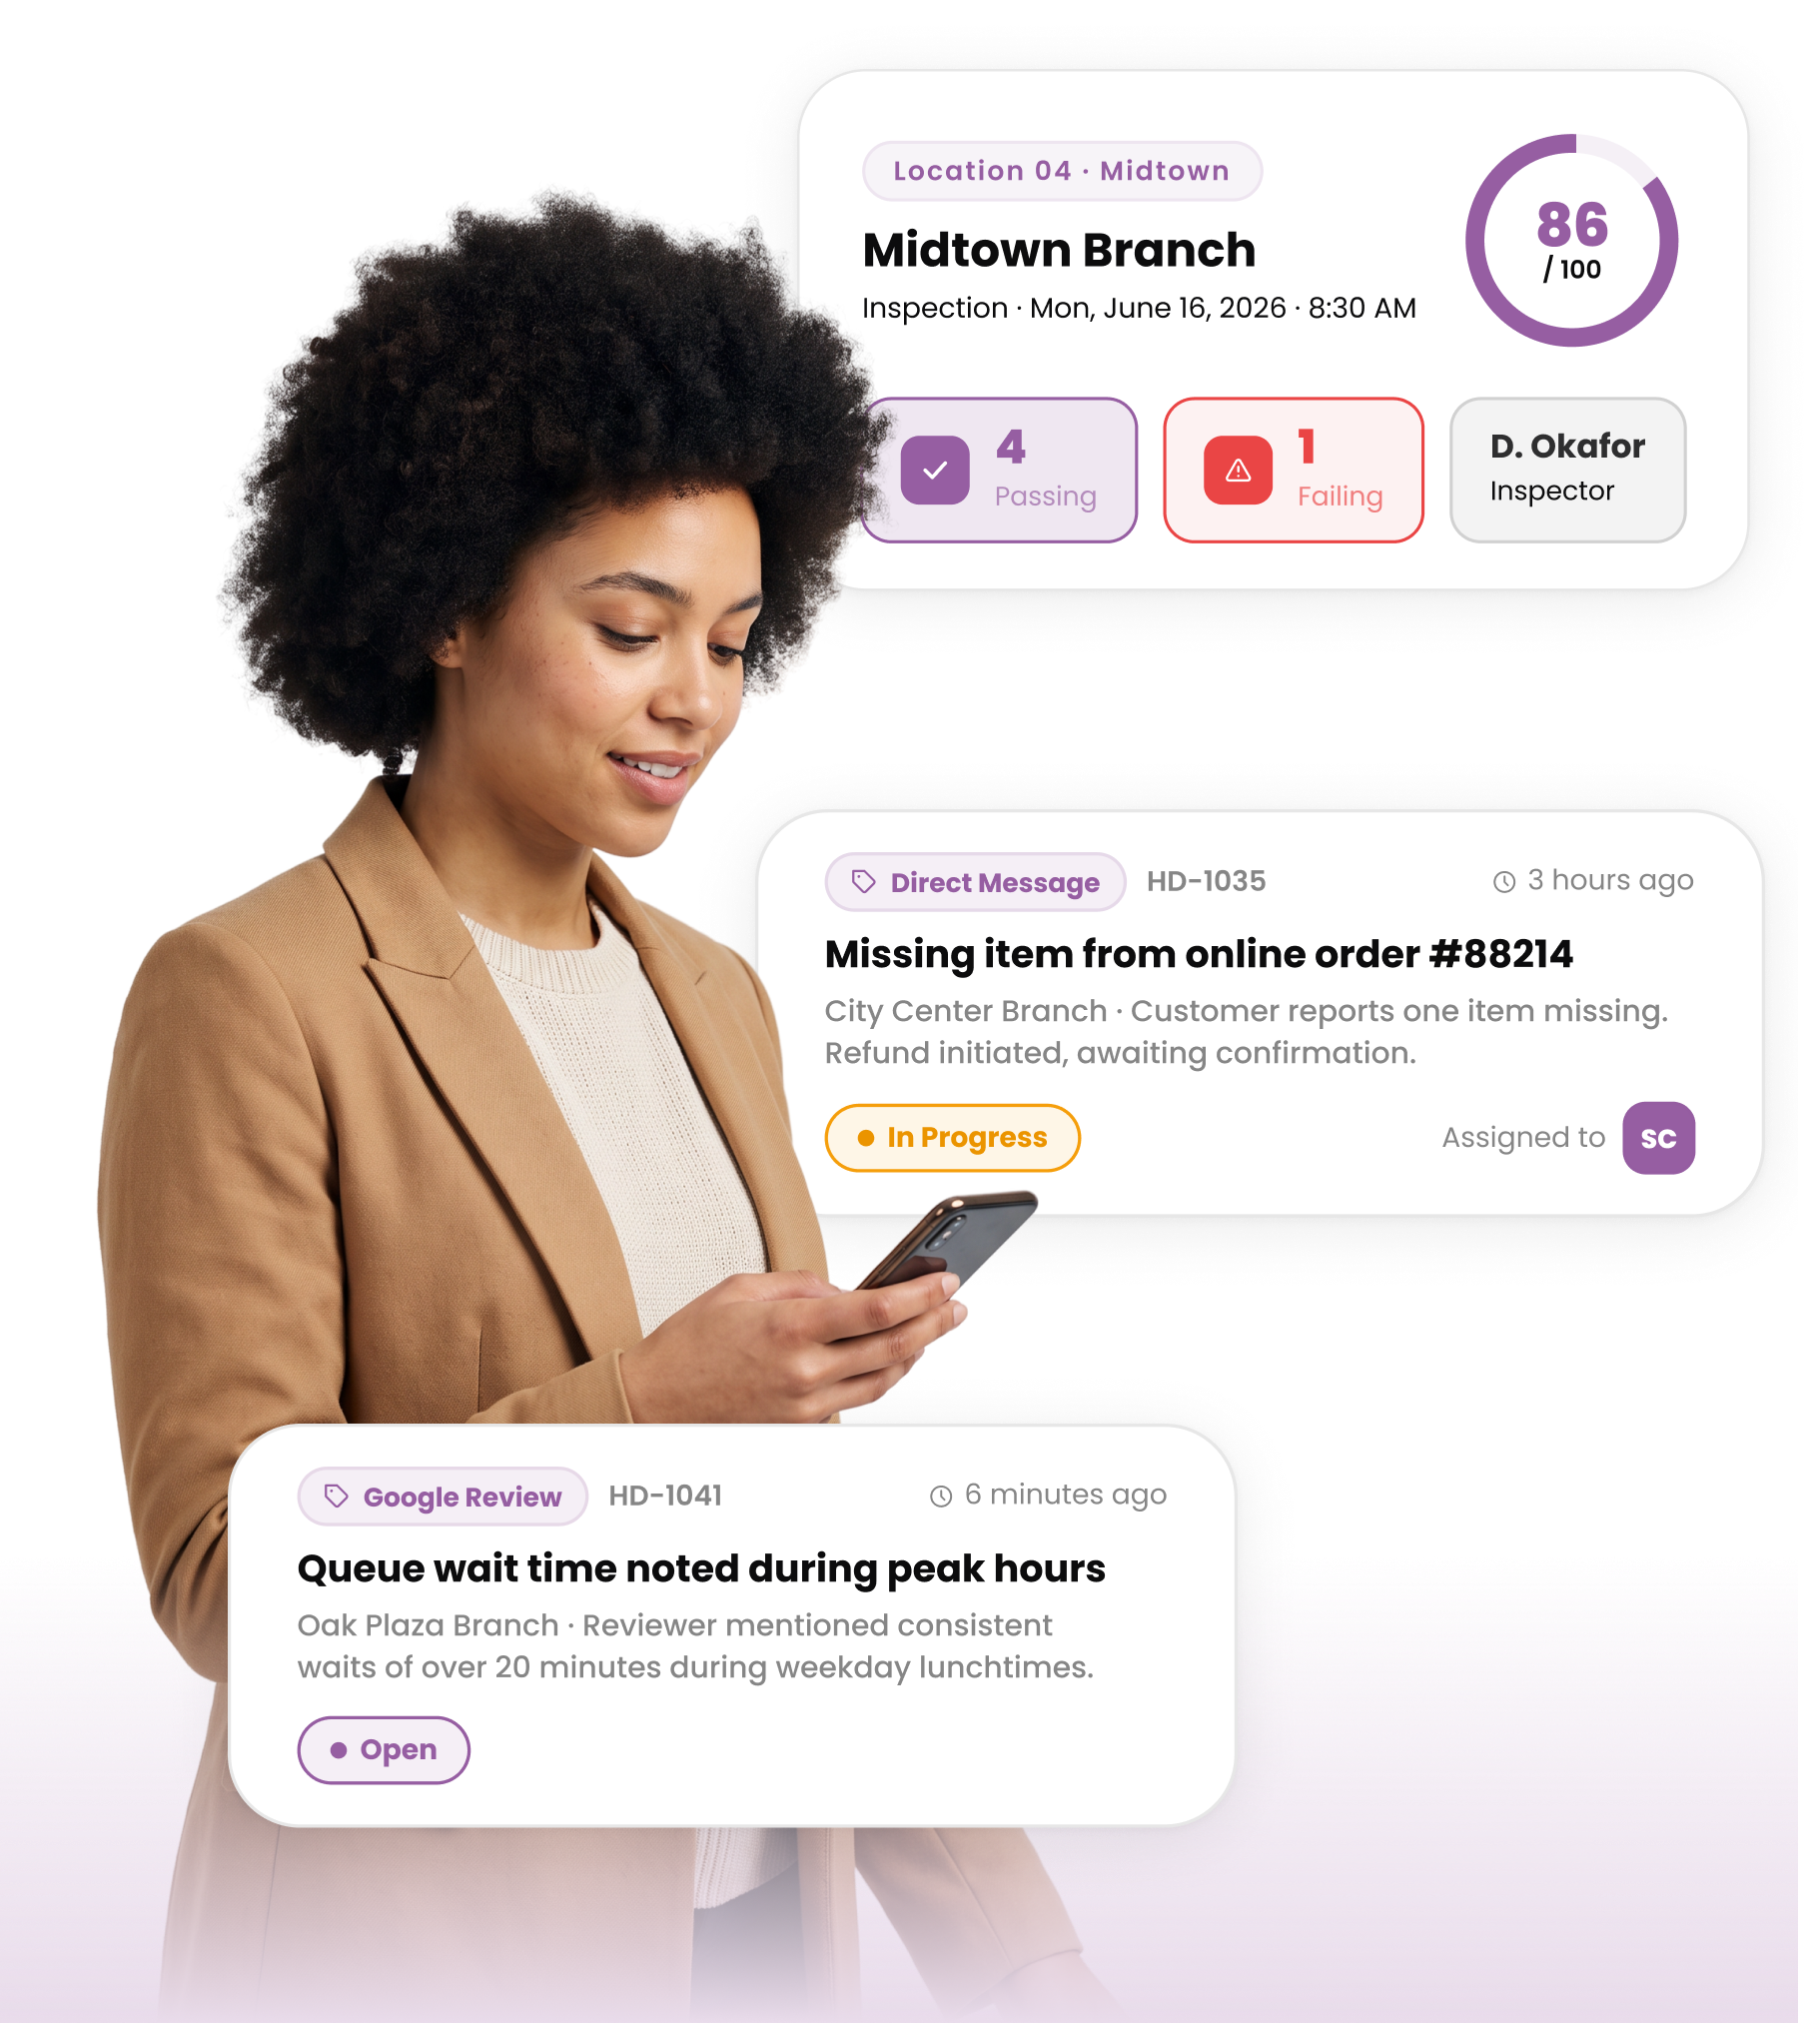 Location 04 · Midtown
Midtown Branch
Inspection · Mon, June 16, 2026 · 8:30 AM
86
/ 100
4
Passing
1
Failing
D. Okafor
Inspector
Direct Message HD-1035 3 hours ago
Missing item from online order #88214
City Center Branch · Customer reports one item missing.
Refund initiated, awaiting confirmation.
In Progress Assigned to SC
Google Review HD-1041 6 minutes ago
Queue wait time noted during peak hours
Oak Plaza Branch · Reviewer mentioned consistent
waits of over 20 minutes during weekday lunchtimes.
Open